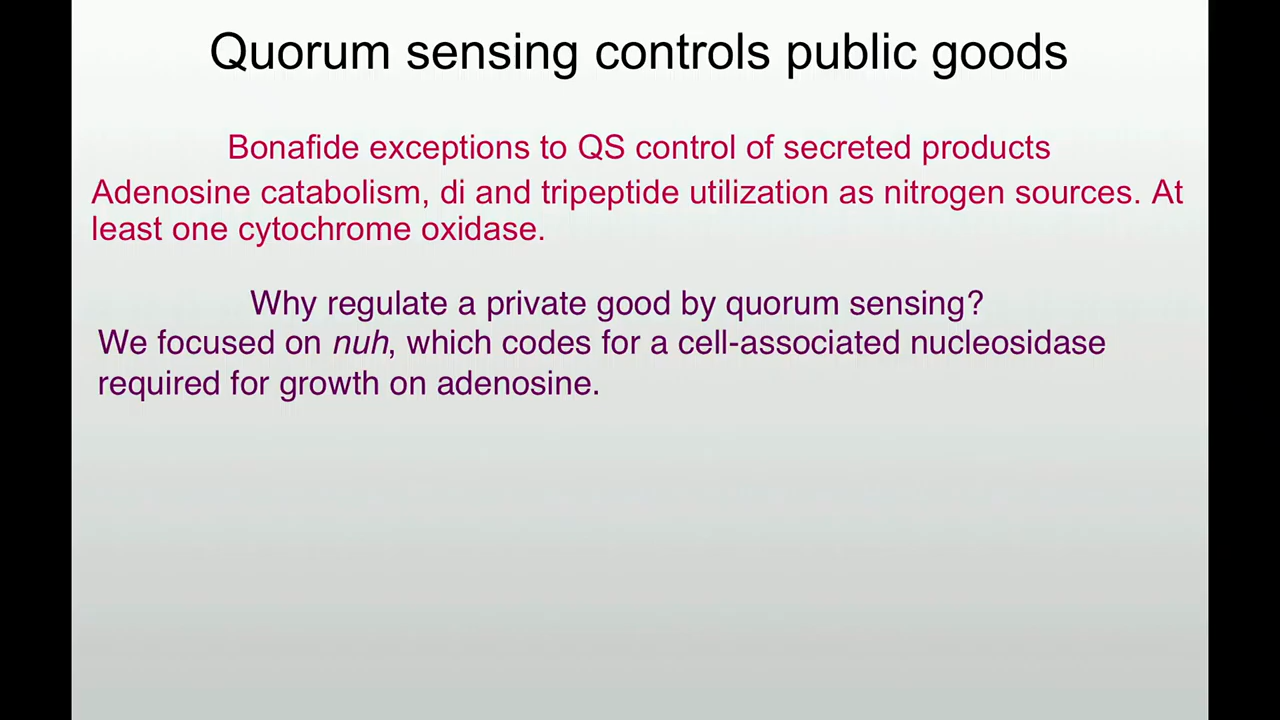 Quorum sensing controls public goods
Bonafide exceptions to QS control of secreted products
Adenosine catabolism, di and tripeptide utilization as nitrogen sources. At
least one cytochrome oxidase.
Why regulate a private good by quorum sensing?
We focused on nuh, which codes for a cell-associated nucleosidase
required for growth on adenosine.